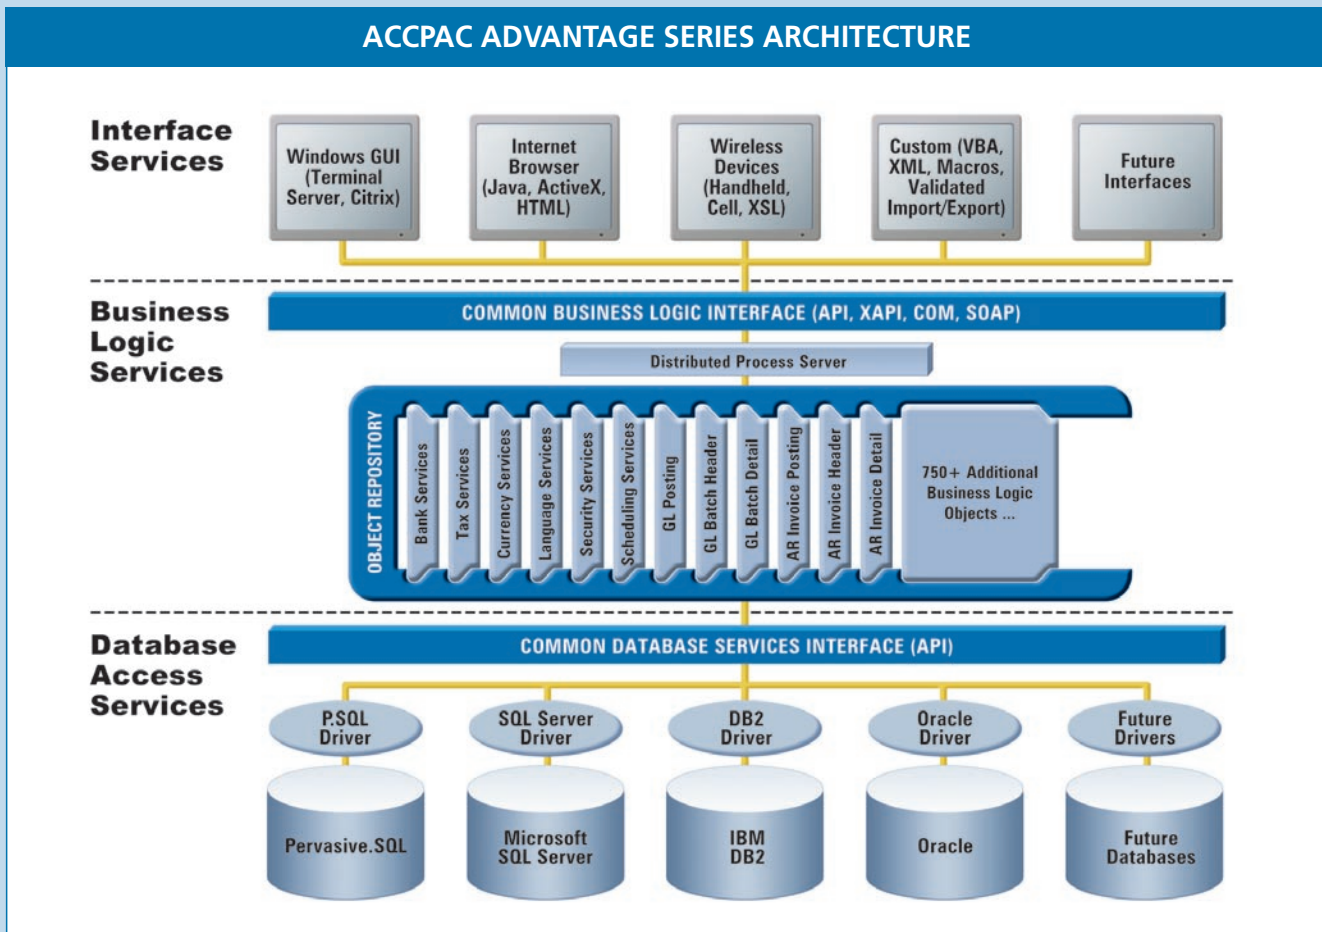 ACCPAC ADVANTAGE SERIES ARCHITECTURE
Interface
Services
Windows GUI
(Terminal
Server, Citrix)
Internet
Browser
(Java, ActiveX,
HTML)
Wireless
Devices
(Handheld,
Cell, XSL)
Custom (VBA,
XML, Macros,
Validated
Import/Export)
Future
Interfaces
Business
Logic
Services
COMMON BUSINESS LOGIC INTERFACE (API, XAPI, COM, SOAP)
Distributed Process Server
OBJECT REPOSITORY
Bank Services
Tax Services
Currency Services
Language Services
Security Services
Scheduling Services
GL Posting
GL Batch Header
GL Batch Detail
AR Invoice Posting
AR Invoice Header
AR Invoice Detail
750+ Additional
Business Logic
Objects ...
Database
Access
Services
COMMON DATABASE SERVICES INTERFACE (API)
P.SQL
Driver
SQL Server
Driver
DB2
Driver
Oracle
Driver
Future
Drivers
Pervasive.SQL
Microsoft
SQL Server
IBM
DB2
Oracle
Future
Databases